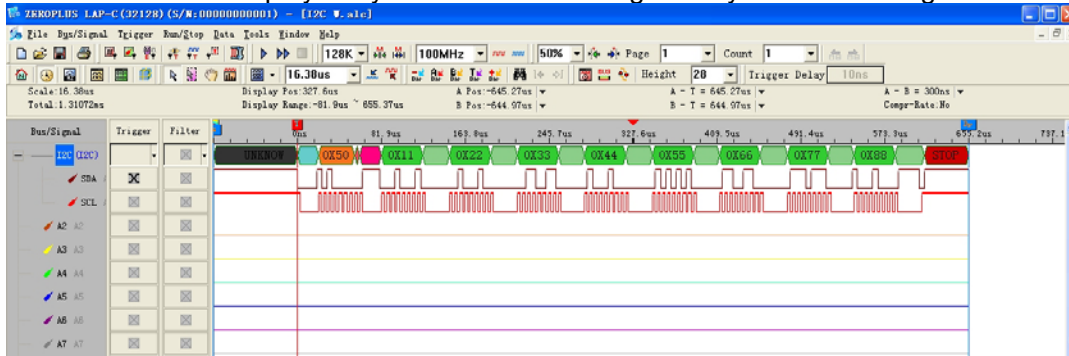 ZEROPLUS LAP-C(32128) (S/N:00000000001) - [I2C W.alc]
File Bus/Signal Trigger Run/Stop Data Tools Window Help
128K 100MHz 50% Page 1 Count 1
16.38us Height 28 Trigger Delay 10ns
Scale:16.38us Display Pos:327.6us A Pos:-645.27us A - T = 645.27us A - B = 300ns
Total:1.31072ms Display Range:-81.9us ~ 655.37us B Pos:-644.97us B - T = 644.97us Compr-Rate:No
Bus/Signal Trigger Filter 0ns 81.9us 163.8us 245.7us 327.6us 409.5us 491.4us 573.3us 655.2us 737.1
I2C (I2C) UNKNOW 0X50 0X11 0X22 0X33 0X44 0X55 0X66 0X77 0X88 STOP
SDA
SCL
A2 A2
A3 A3
A4 A4
A5 A5
A6 A6
A7 A7